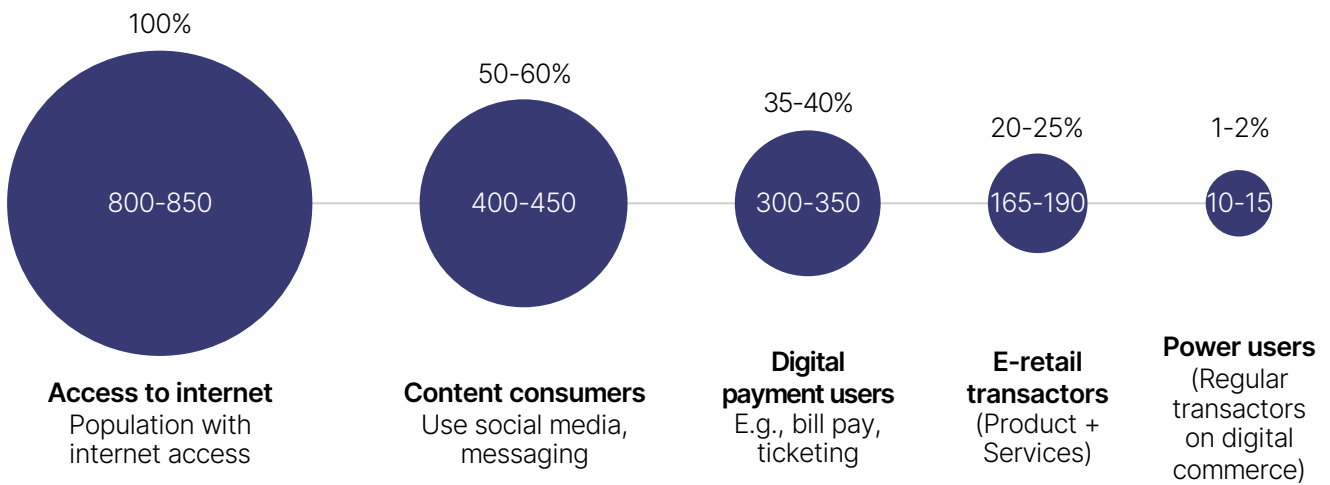 100%
50-60%
35-40%
20-25%
1-2%
800-850
400-450
300-350
165-190
10-15
Access to internet
Population with
internet access
Content consumers
Use social media,
messaging
Digital
payment users
E.g., bill pay,
ticketing
E-retail
transactors
(Product +
Services)
Power users
(Regular
transactors
on digital
commerce)